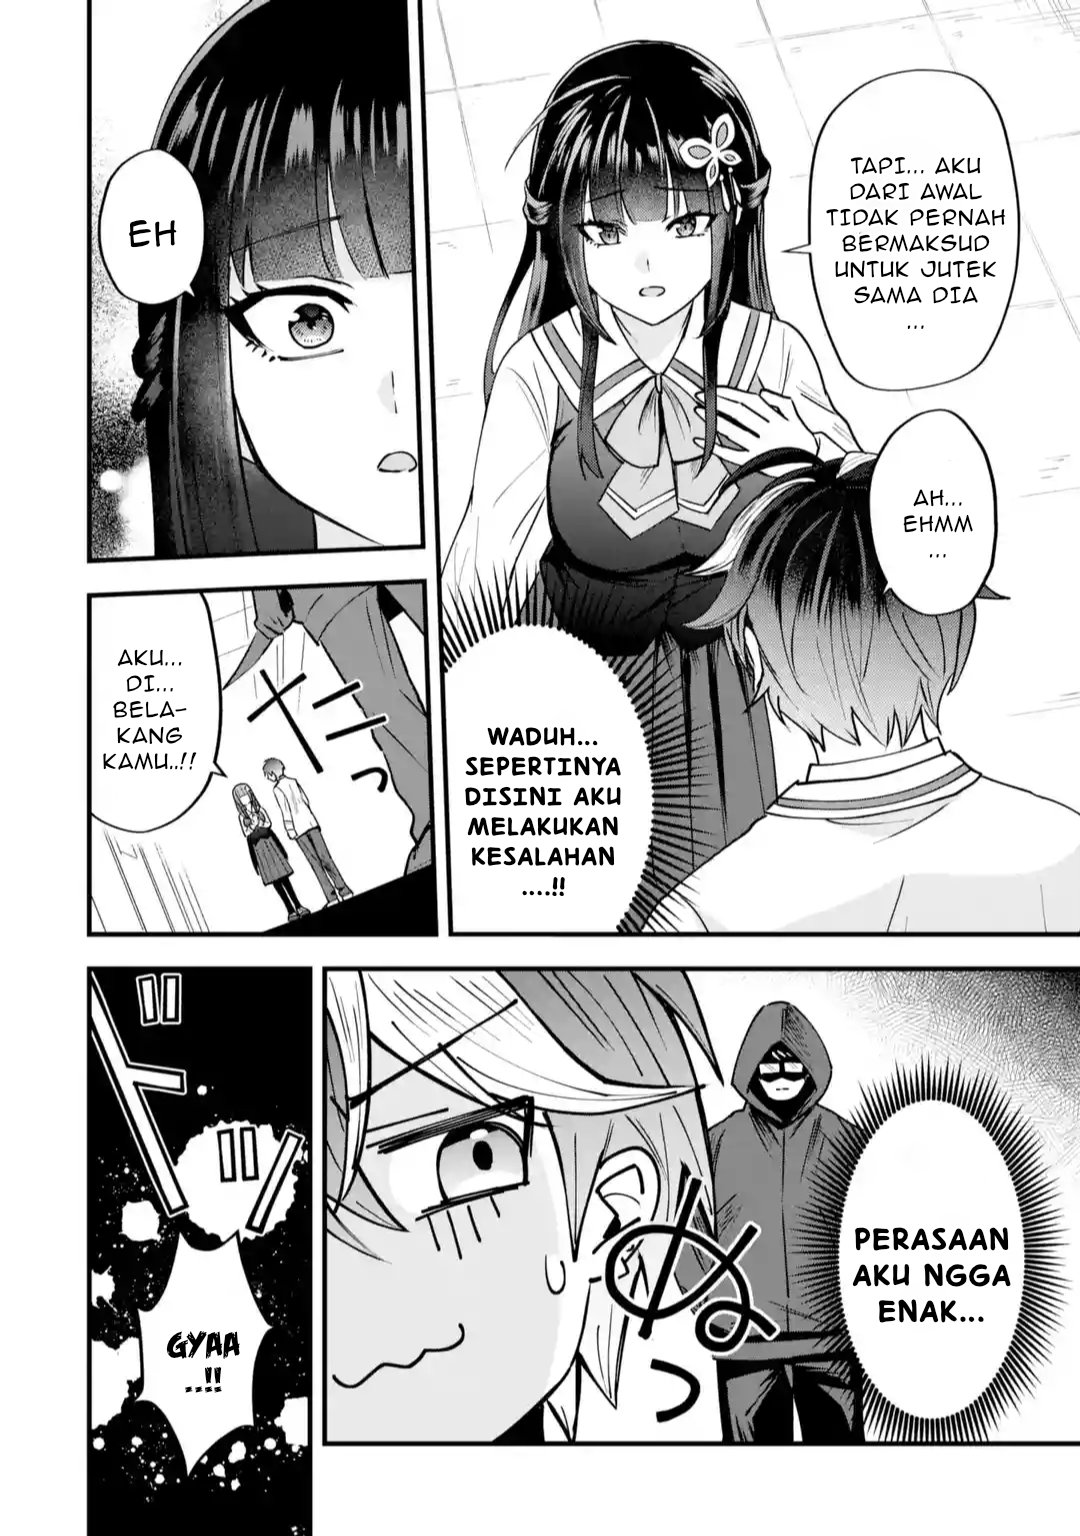 TAPI... AKU
DARI AWAL
TIDAK PERNAH
BERMAKSUD
UNTUK JUTEK
SAMA DIA
...
AH...
EHMM
...
WADUH...
SEPERTINYA
DISINI AKU
MELAKUKAN
KESALAHAN
....!!
EH
AKU...
DI...
BELA-
KANG
KAMU..!!
PERASAAN
AKU NGGA
ENAK...
GYAA
...!!